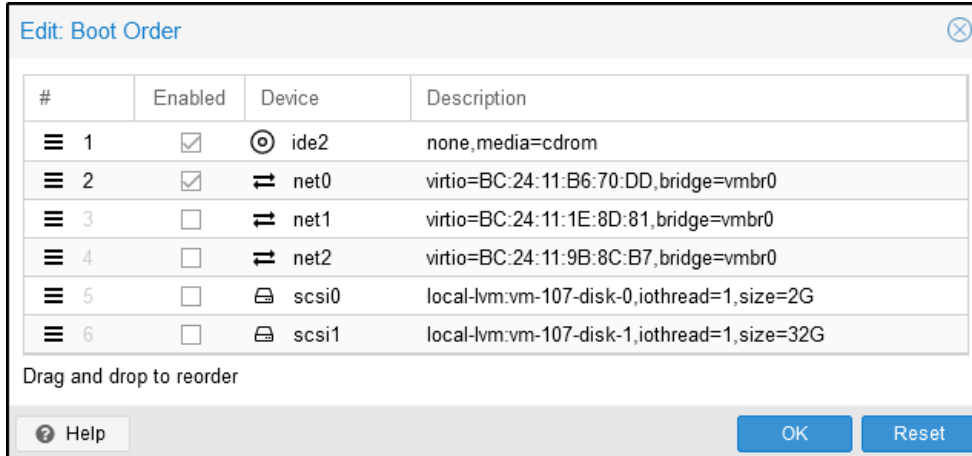 Edit: Boot Order
# Enabled Device Description
1 ide2 none,media=cdrom
2 net0 virtio=BC:24:11:B6:70:DD,bridge=vmbr0
3 net1 virtio=BC:24:11:1E:8D:81,bridge=vmbr0
4 net2 virtio=BC:24:11:9B:8C:B7,bridge=vmbr0
5 scsi0 local-lvm:vm-107-disk-0,iothread=1,size=2G
6 scsi1 local-lvm:vm-107-disk-1,iothread=1,size=32G
Drag and drop to reorder
Help OK Reset